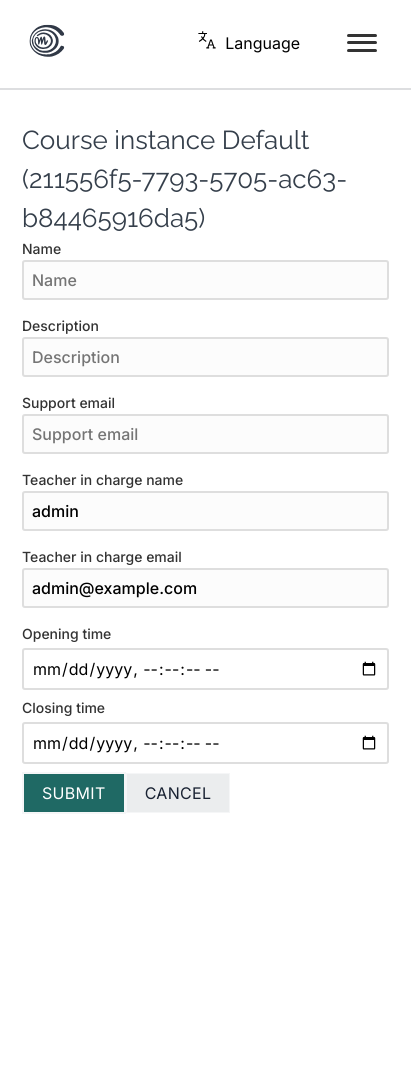 Language
Course instance Default
(211556f5-7793-5705-ac63-
b84465916da5)
Name
Name
Description
Description
Support email
Support email
Teacher in charge name
admin
Teacher in charge email
admin@example.com
Opening time
mm/dd/yyyy, --:--:-- --
Closing time
mm/dd/yyyy, --:--:-- --
SUBMIT CANCEL